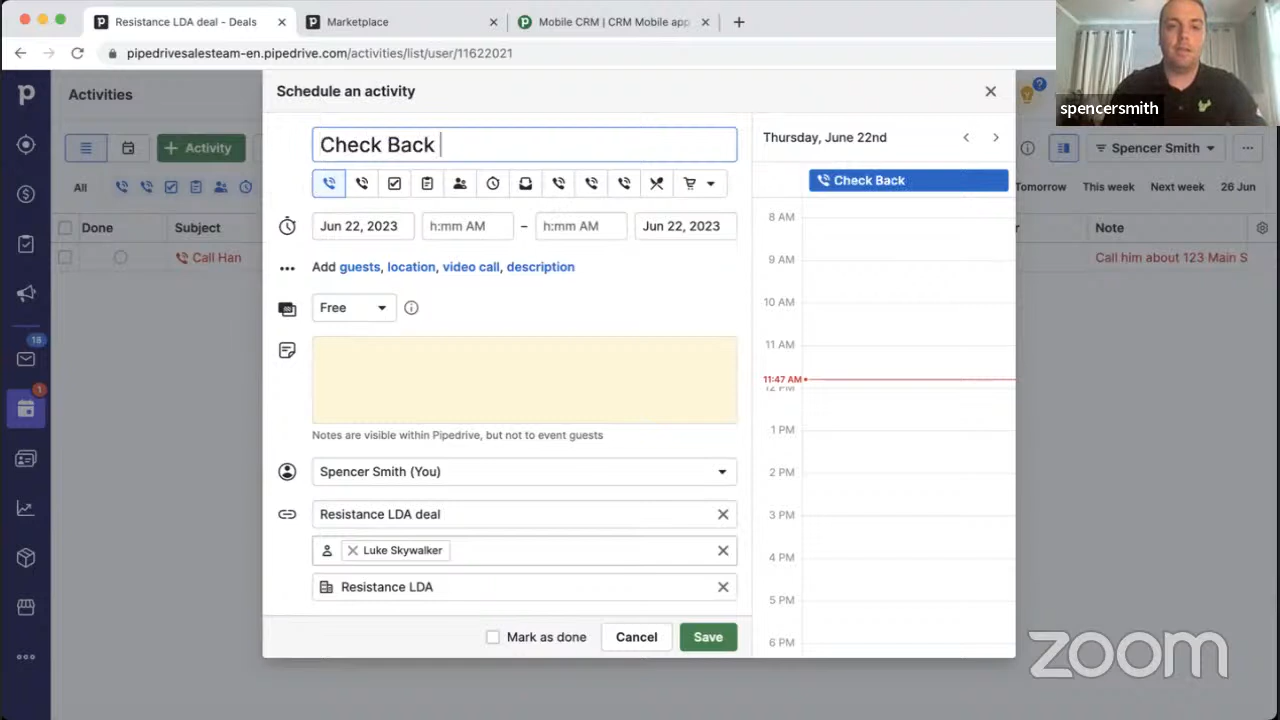 Resistance LDA deal - Deals
Marketplace
Mobile CRM | CRM Mobile app
pipedrivesalesteam-en.pipedrive.com/activities/list/user/11622021
spencersmith
Activities
Schedule an activity
Check Back
Thursday, June 22nd
Activity
Spencer Smith
All
Check Back
Tomorrow
This week
Next week
26 Jun
Done
Subject
Note
Jun 22, 2023
h:mm AM
–
h:mm AM
Jun 22, 2023
8 AM
Call Han
Call him about 123 Main S
9 AM
Add guests, location, video call, description
10 AM
Free
11 AM
18
11:47 AM
1
1 PM
Notes are visible within Pipedrive, but not to event guests
2 PM
Spencer Smith (You)
3 PM
Resistance LDA deal
4 PM
Luke Skywalker
5 PM
Resistance LDA
6 PM
Mark as done
Cancel
Save
zoom